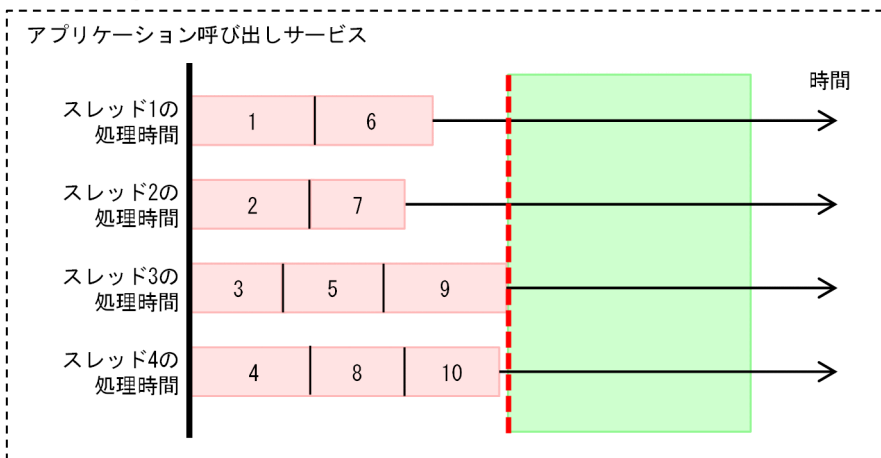 アプリケーション呼び出しサービス
時間
スレッド1の
処理時間
1 6
スレッド2の
処理時間
2 7
スレッド3の
処理時間
3 5 9
スレッド4の
処理時間
4 8 10